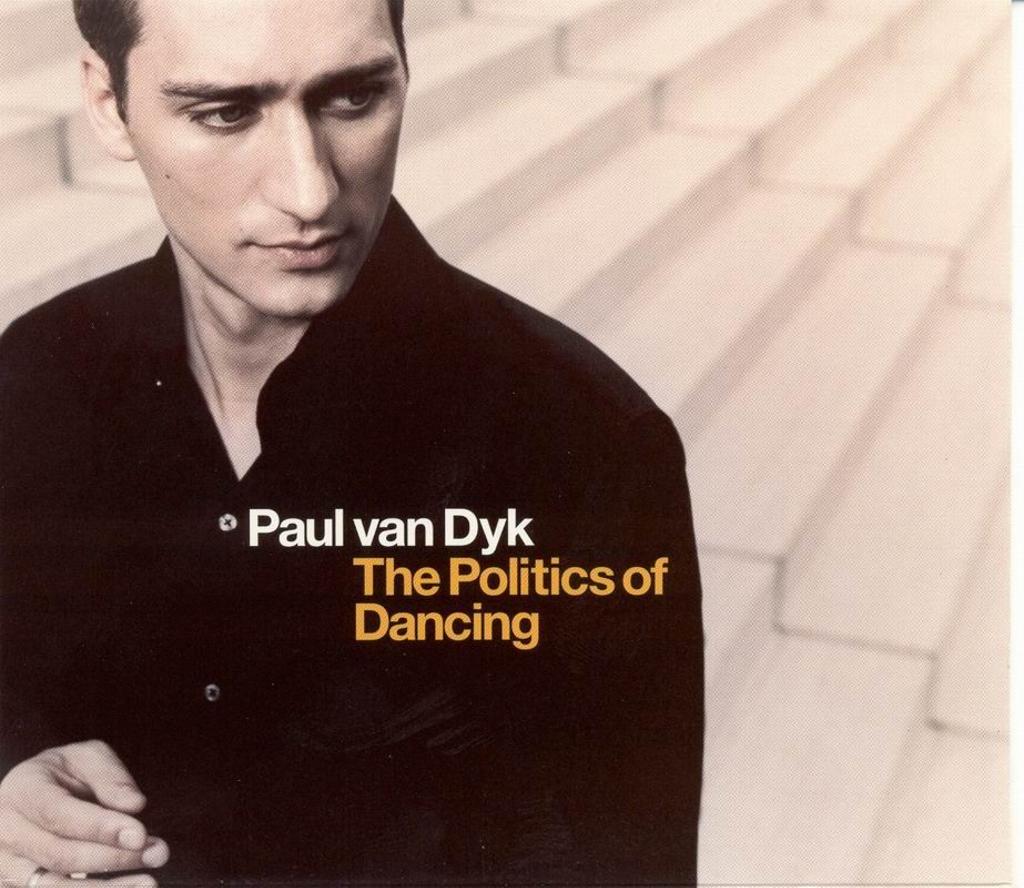 Paul van Dyk
The Politics of
Dancing